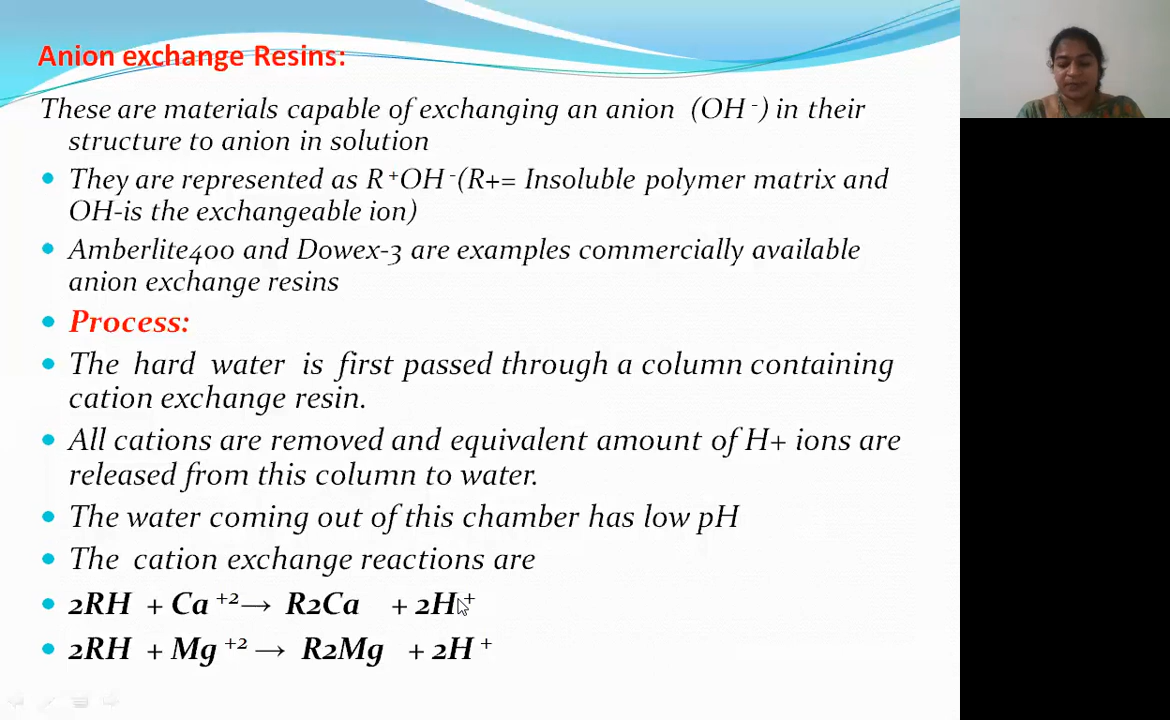 Anion exchange Resins:
These are materials capable of exchanging an anion (OH⁻) in their
structure to anion in solution
• They are represented as R⁺OH⁻(R+= Insoluble polymer matrix and
OH-is the exchangeable ion)
• Amberlite400 and Dowex-3 are examples commercially available
anion exchange resins
• Process:
• The hard water is first passed through a column containing
cation exchange resin.
• All cations are removed and equivalent amount of H+ ions are
released from this column to water.
• The water coming out of this chamber has low pH
• The cation exchange reactions are
• 2RH + Ca⁺² → R2Ca + 2H⁺
• 2RH + Mg⁺² → R2Mg + 2H⁺